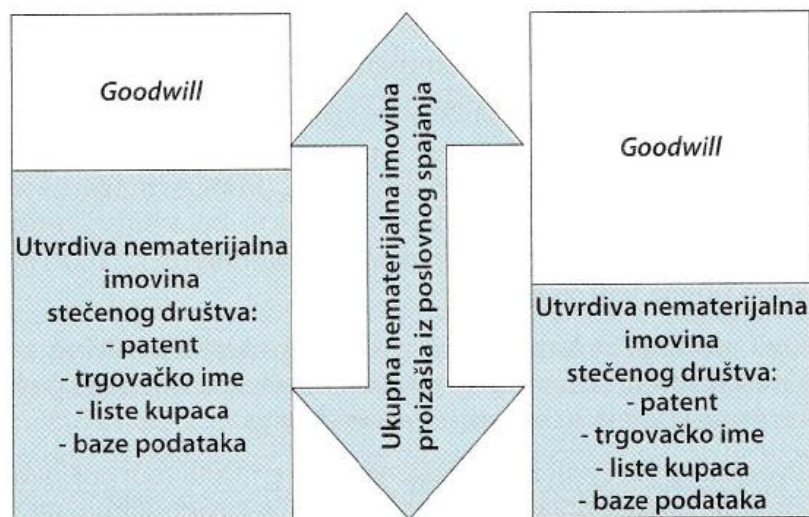 Goodwill
Utvrdiva nematerijalna
imovina
stečenog društva:
- patent
- trgovačko ime
- liste kupaca
- baze podataka
Ukupna nematerijalna imovina
proizašla iz poslovnog spajanja
Goodwill
Utvrdiva nematerijalna
imovina
stečenog društva:
- patent
- trgovačko ime
- liste kupaca
- baze podataka